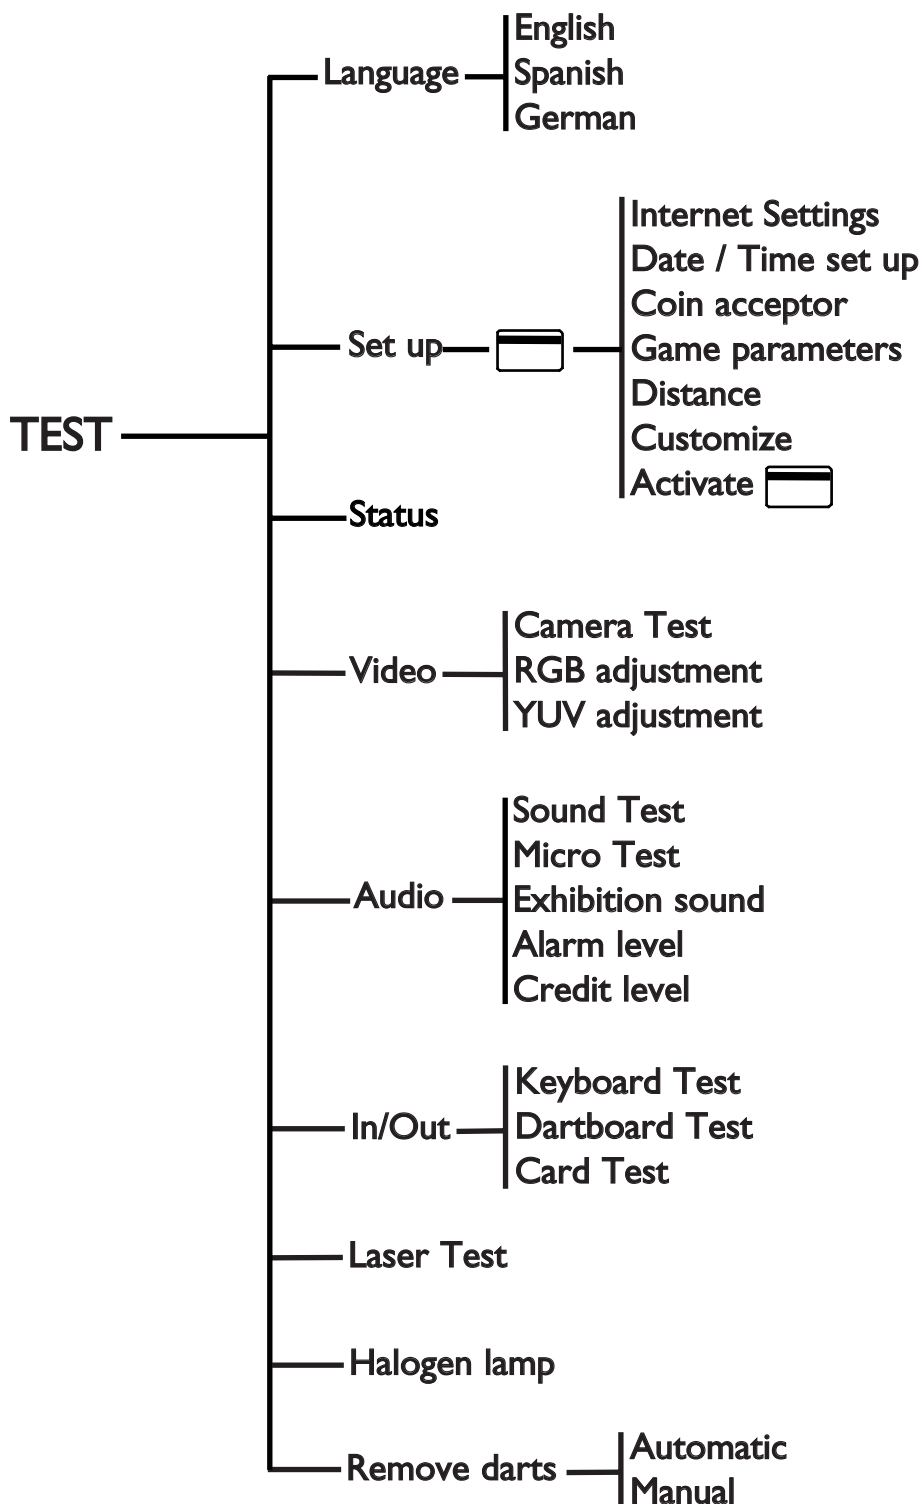 TEST
Language
English
Spanish
German
Set up
Internet Settings
Date / Time set up
Coin acceptor
Game parameters
Distance
Customize
Activate
Status
Video
Camera Test
RGB adjustment
YUV adjustment
Audio
Sound Test
Micro Test
Exhibition sound
Alarm level
Credit level
In/Out
Keyboard Test
Dartboard Test
Card Test
Laser Test
Halogen lamp
Remove darts
Automatic
Manual